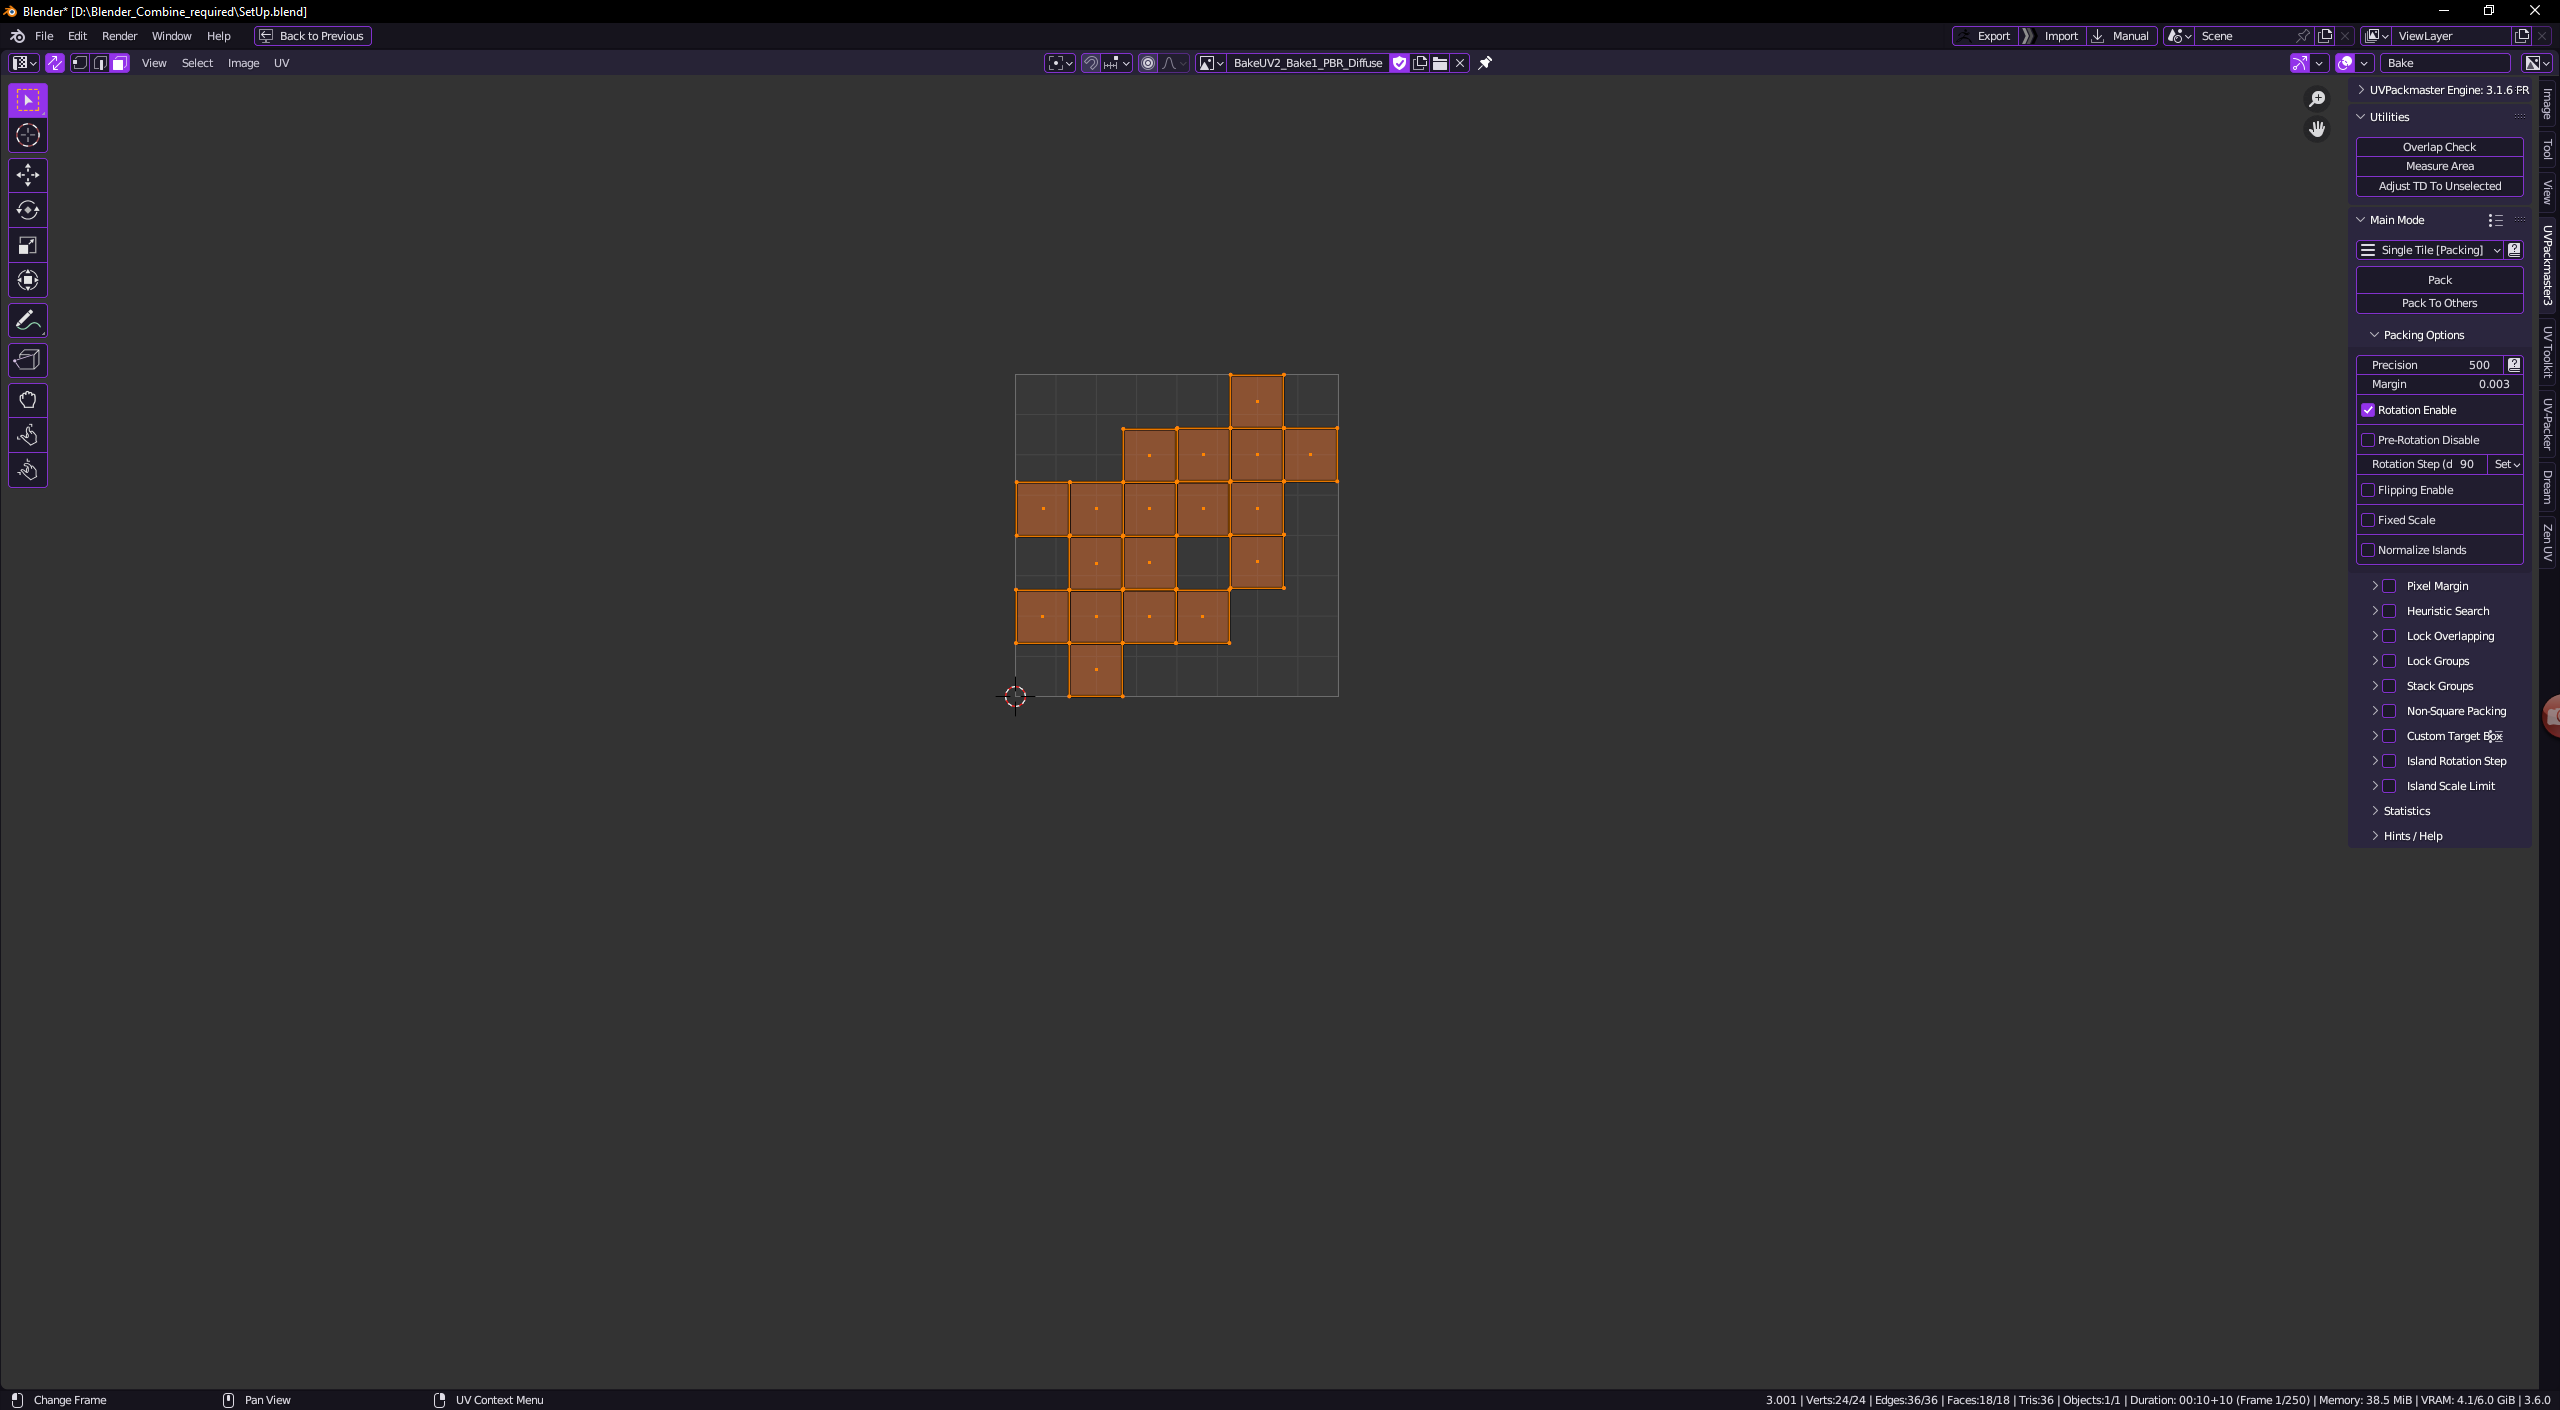 Blender* [D:\Blender_Combine_required\SetUp.blend]
File Edit Render Window Help Back to Previous
Export Import Manual Scene ViewLayer
View Select Image UV
BakeUV2_Bake1_PBR_Diffuse
Bake
UVPackmaster Engine: 3.1.6 PR
Utilities
Overlap Check
Measure Area
Adjust TD To Unselected
Main Mode
Single Tile [Packing]
Pack
Pack To Others
Packing Options
Precision 500
Margin 0.003
Rotation Enable
Pre-Rotation Disable
Rotation Step (d 90 Set
Flipping Enable
Fixed Scale
Normalize Islands
Pixel Margin
Heuristic Search
Lock Overlapping
Lock Groups
Stack Groups
Non-Square Packing
Custom Target Box
Island Rotation Step
Island Scale Limit
Statistics
Hints / Help
Image
Tool
View
UVPackmaster3
UV Toolkit
UV-Packer
Dream
Zen UV
Change Frame
Pan View
UV Context Menu
3.001 | Verts:24/24 | Edges:36/36 | Faces:18/18 | Tris:36 | Objects:1/1 | Duration: 00:10+10 (Frame 1/250) | Memory: 38.5 MiB | VRAM: 4.1/6.0 GiB | 3.6.0